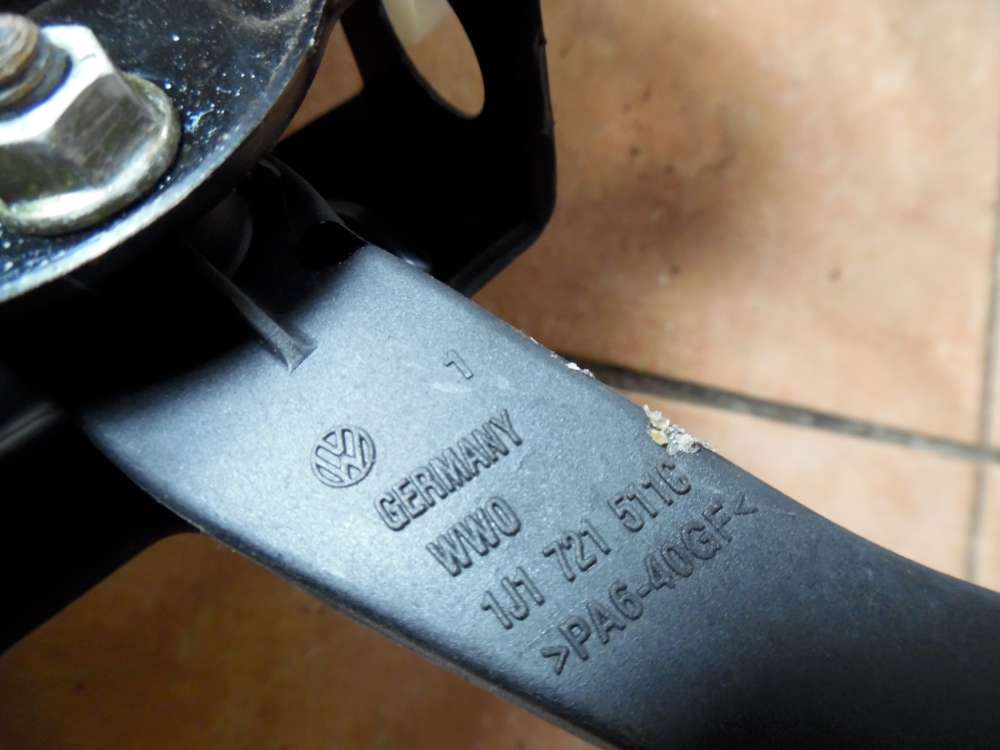 1
GERMANY
WWO
1J1 721 511C
>PA6-40GF<